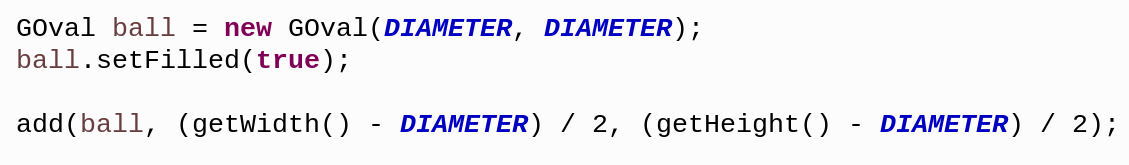 GOval ball = new GOval(DIAMETER, DIAMETER);
ball.setFilled(true);
add(ball, (getWidth() - DIAMETER) / 2, (getHeight() - DIAMETER) / 2);